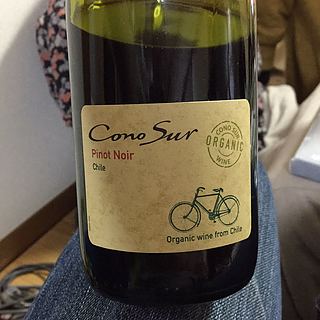 Cono Sur
Pinot Noir
Chile
CONO SUR
ORGANIC
WINE
Organic wine from Chile